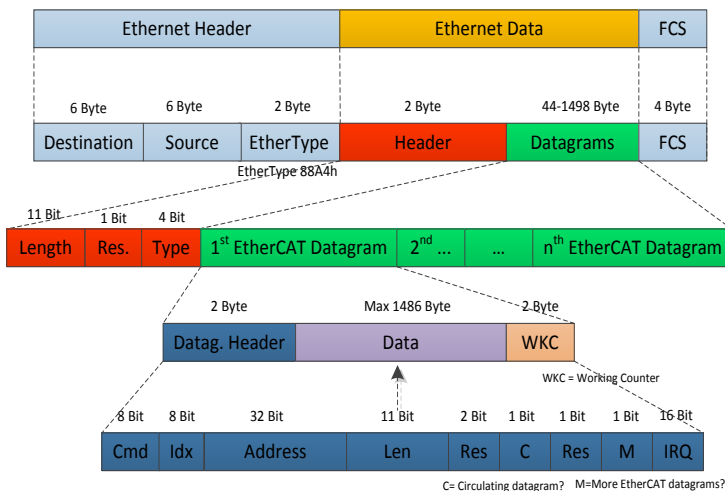 Ethernet Header Ethernet Data FCS
6 Byte 6 Byte 2 Byte 2 Byte 44-1498 Byte 4 Byte
Destination Source EtherType Header Datagrams FCS
EtherType 88A4h
11 Bit 1 Bit 4 Bit
Length Res. Type 1st EtherCAT Datagram 2nd ... ... nth EtherCAT Datagram
2 Byte Max 1486 Byte 2 Byte
Datag. Header Data WKC
WKC = Working Counter
8 Bit 8 Bit 32 Bit 11 Bit 2 Bit 1 Bit 1 Bit 1 Bit 16 Bit
Cmd Idx Address Len Res C Res M IRQ
C= Circulating datagram? M=More EtherCAT datagrams?